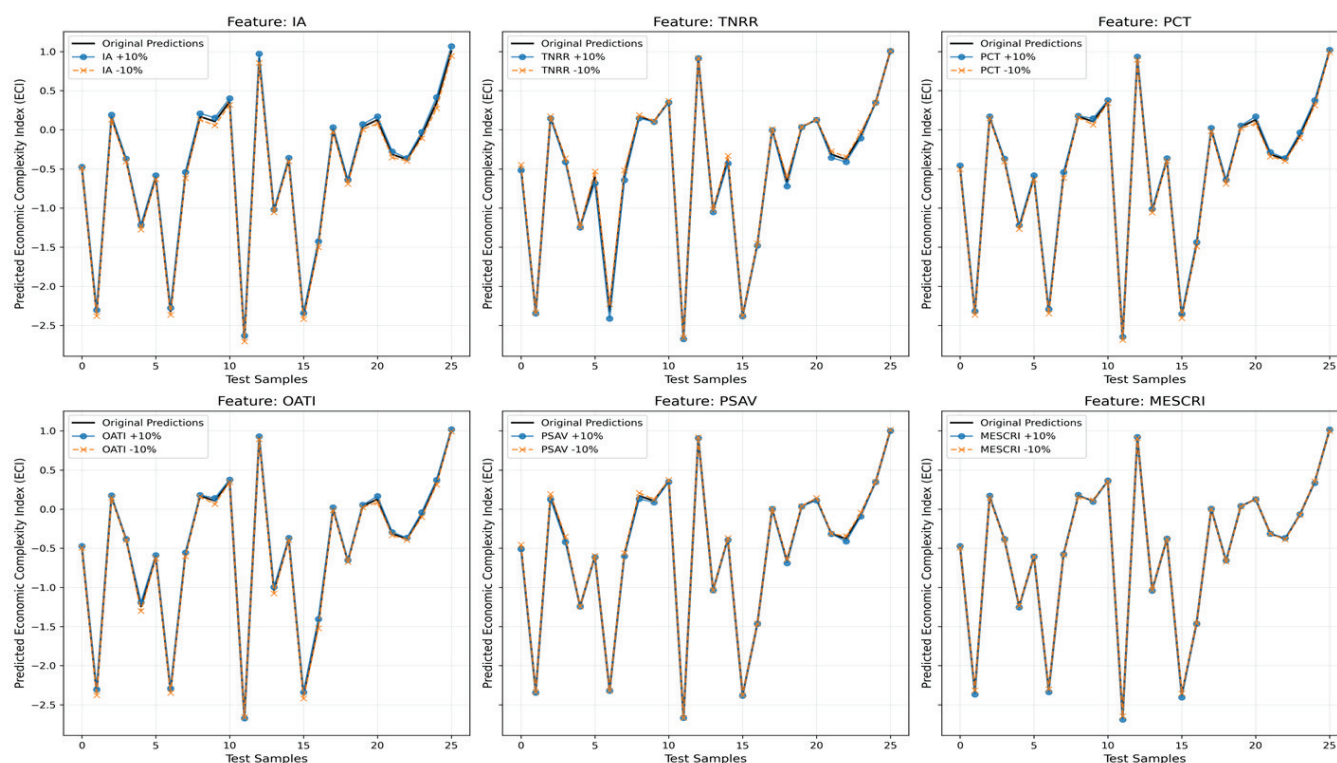 Feature: IA
Original Predictions
IA +10%
IA -10%
Predicted Economic Complexity Index (ECI)
1.0
0.5
0.0
−0.5
−1.0
−1.5
−2.0
−2.5
0 5 10 15 20 25
Test Samples
Feature: TNRR
Original Predictions
TNRR +10%
TNRR -10%
Predicted Economic Complexity Index (ECI)
0 5 10 15 20 25
Test Samples
Feature: PCT
Original Predictions
PCT +10%
PCT -10%
Predicted Economic Complexity Index (ECI)
0 5 10 15 20 25
Test Samples
Feature: OATI
Original Predictions
OATI +10%
OATI -10%
Predicted Economic Complexity Index (ECI)
1.0
0.5
0.0
−0.5
−1.0
−1.5
−2.0
−2.5
0 5 10 15 20 25
Test Samples
Feature: PSAV
Original Predictions
PSAV +10%
PSAV -10%
Predicted Economic Complexity Index (ECI)
0 5 10 15 20 25
Test Samples
Feature: MESCRI
Original Predictions
MESCRI +10%
MESCRI -10%
Predicted Economic Complexity Index (ECI)
0 5 10 15 20 25
Test Samples